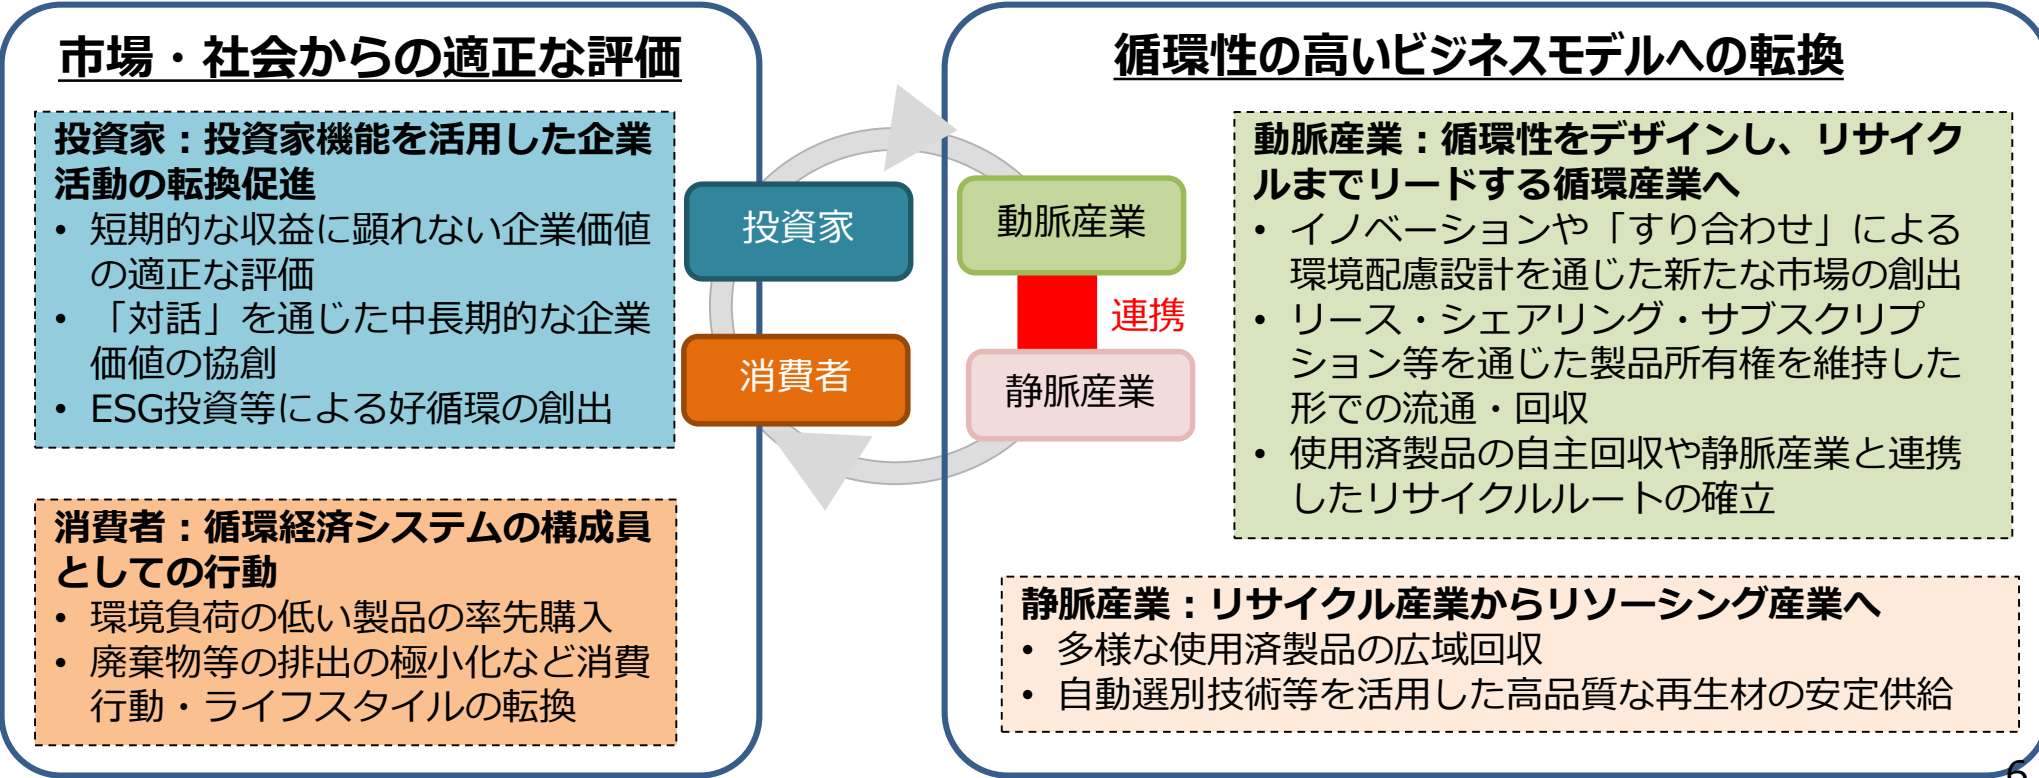 市場・社会からの適正な評価
投資家：投資家機能を活用した企業
活動の転換促進
• 短期的な収益に顕れない企業価値
の適正な評価
• 「対話」を通じた中長期的な企業
価値の協創
• ESG投資等による好循環の創出
消費者：循環経済システムの構成員
としての行動
• 環境負荷の低い製品の率先購入
• 廃棄物等の排出の極小化など消費
行動・ライフスタイルの転換
投資家
消費者
循環性の高いビジネスモデルへの転換
動脈産業
連携
静脈産業
動脈産業：循環性をデザインし、リサイク
ルまでリードする循環産業へ
• イノベーションや「すり合わせ」による
環境配慮設計を通じた新たな市場の創出
• リース・シェアリング・サブスクリプ
ション等を通じた製品所有権を維持した
形での流通・回収
• 使用済製品の自主回収や静脈産業と連携
したリサイクルルートの確立
静脈産業：リサイクル産業からリソーシング産業へ
• 多様な使用済製品の広域回収
• 自動選別技術等を活用した高品質な再生材の安定供給
6